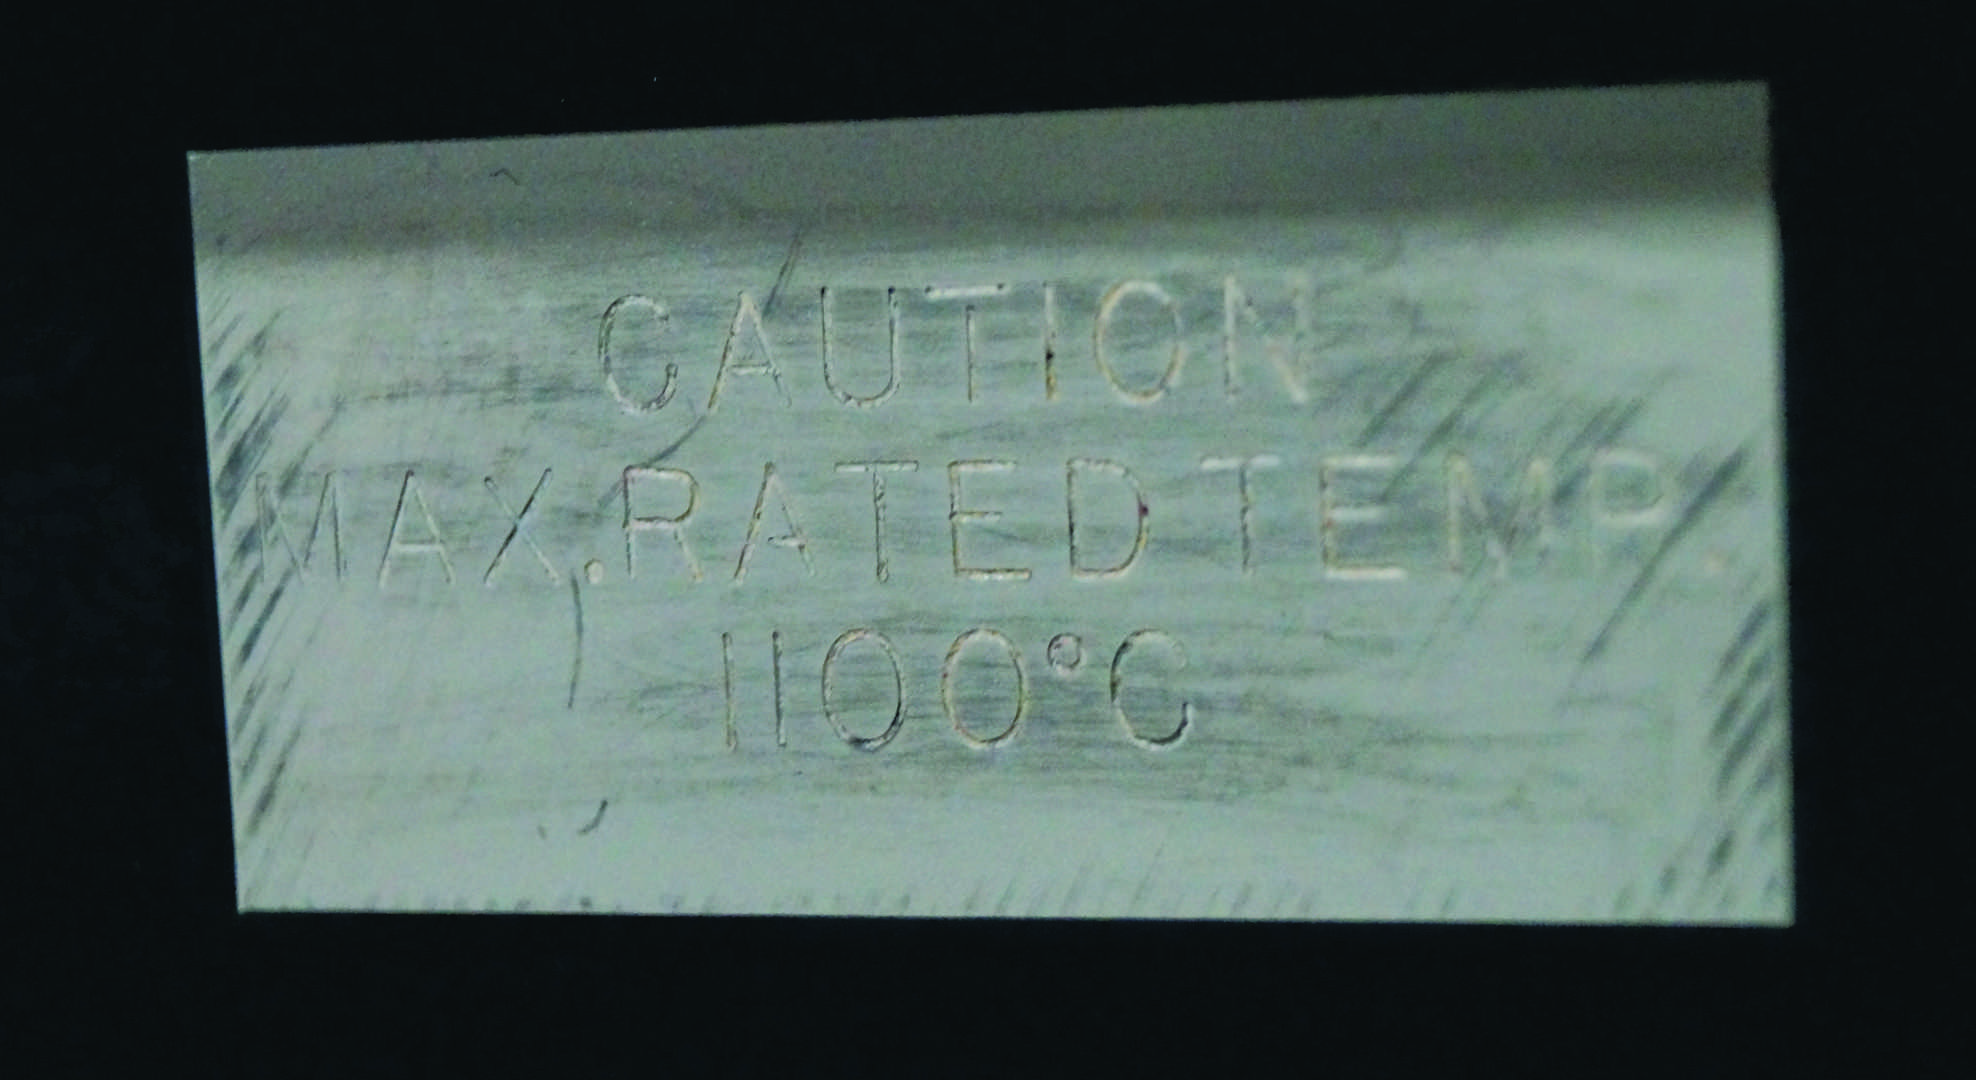 CAUTION
MAX. RATED TEMP.
1100°C